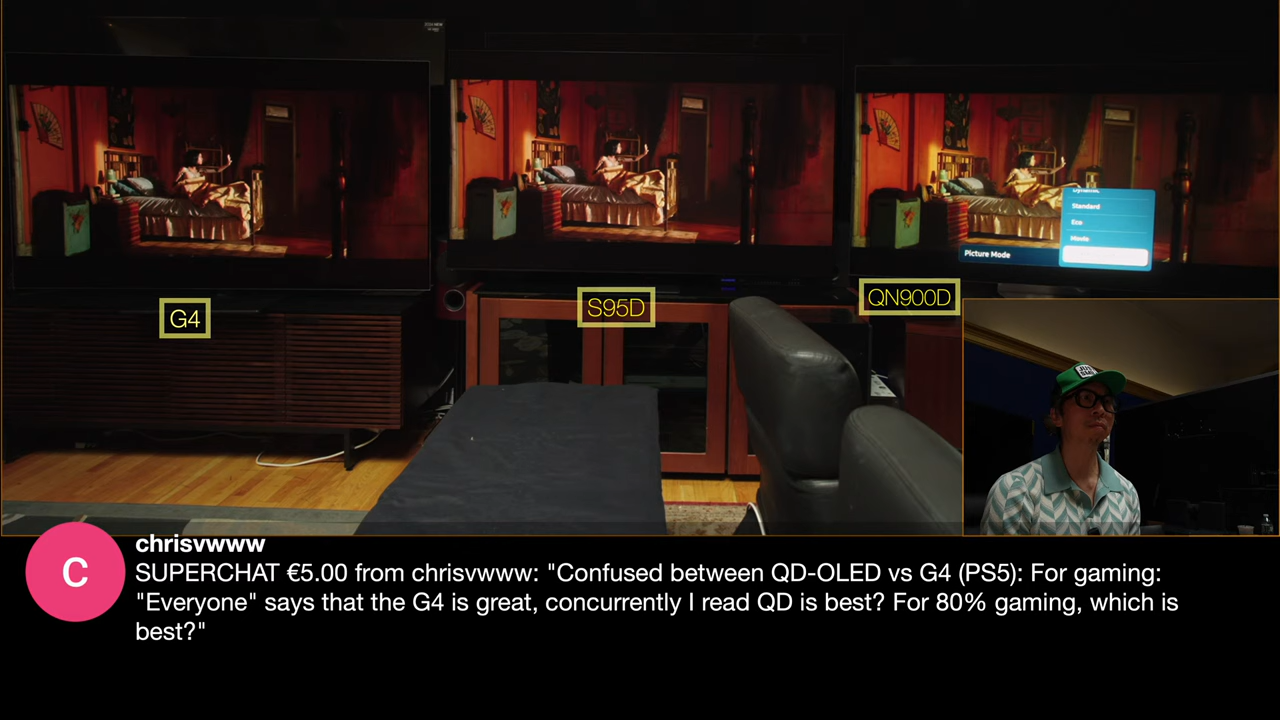 Dynamic
Standard
Eco
Movie
Picture Mode
G4
S95D
QN900D
C
chrisvwww
SUPERCHAT €5.00 from chrisvwww: "Confused between QD-OLED vs G4 (PS5): For gaming:
"Everyone" says that the G4 is great, concurrently I read QD is best? For 80% gaming, which is
best?"